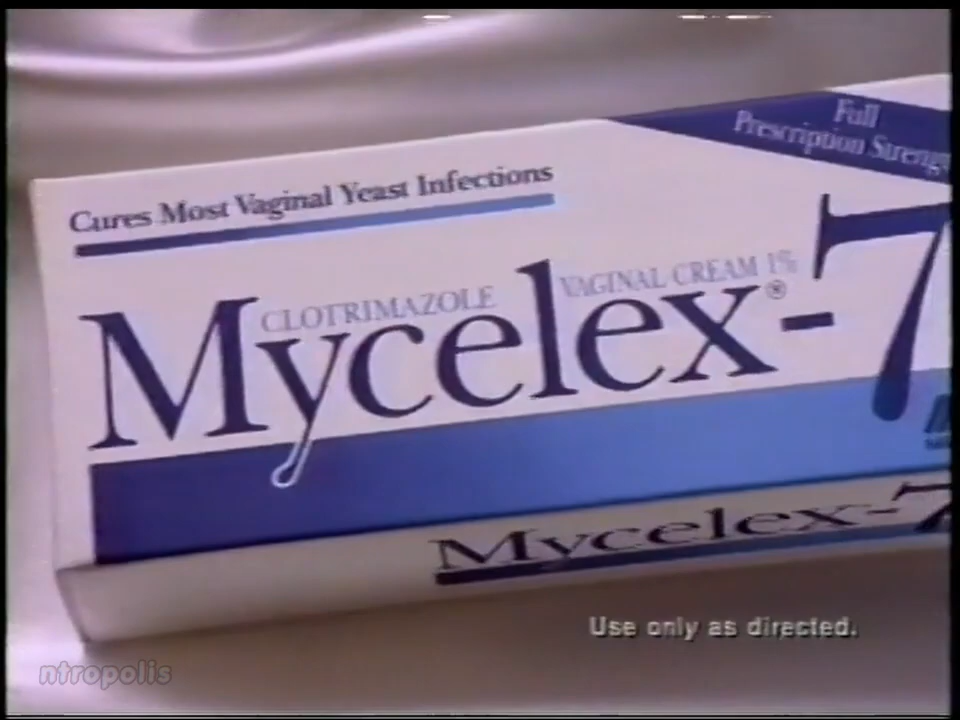 Full
Prescription Streng
Cures Most Vaginal Yeast Infections
CLOTRIMAZOLE VAGINAL CREAM 1%
Mycelex®-7
Mycelex-7
Use only as directed.
ntropolis